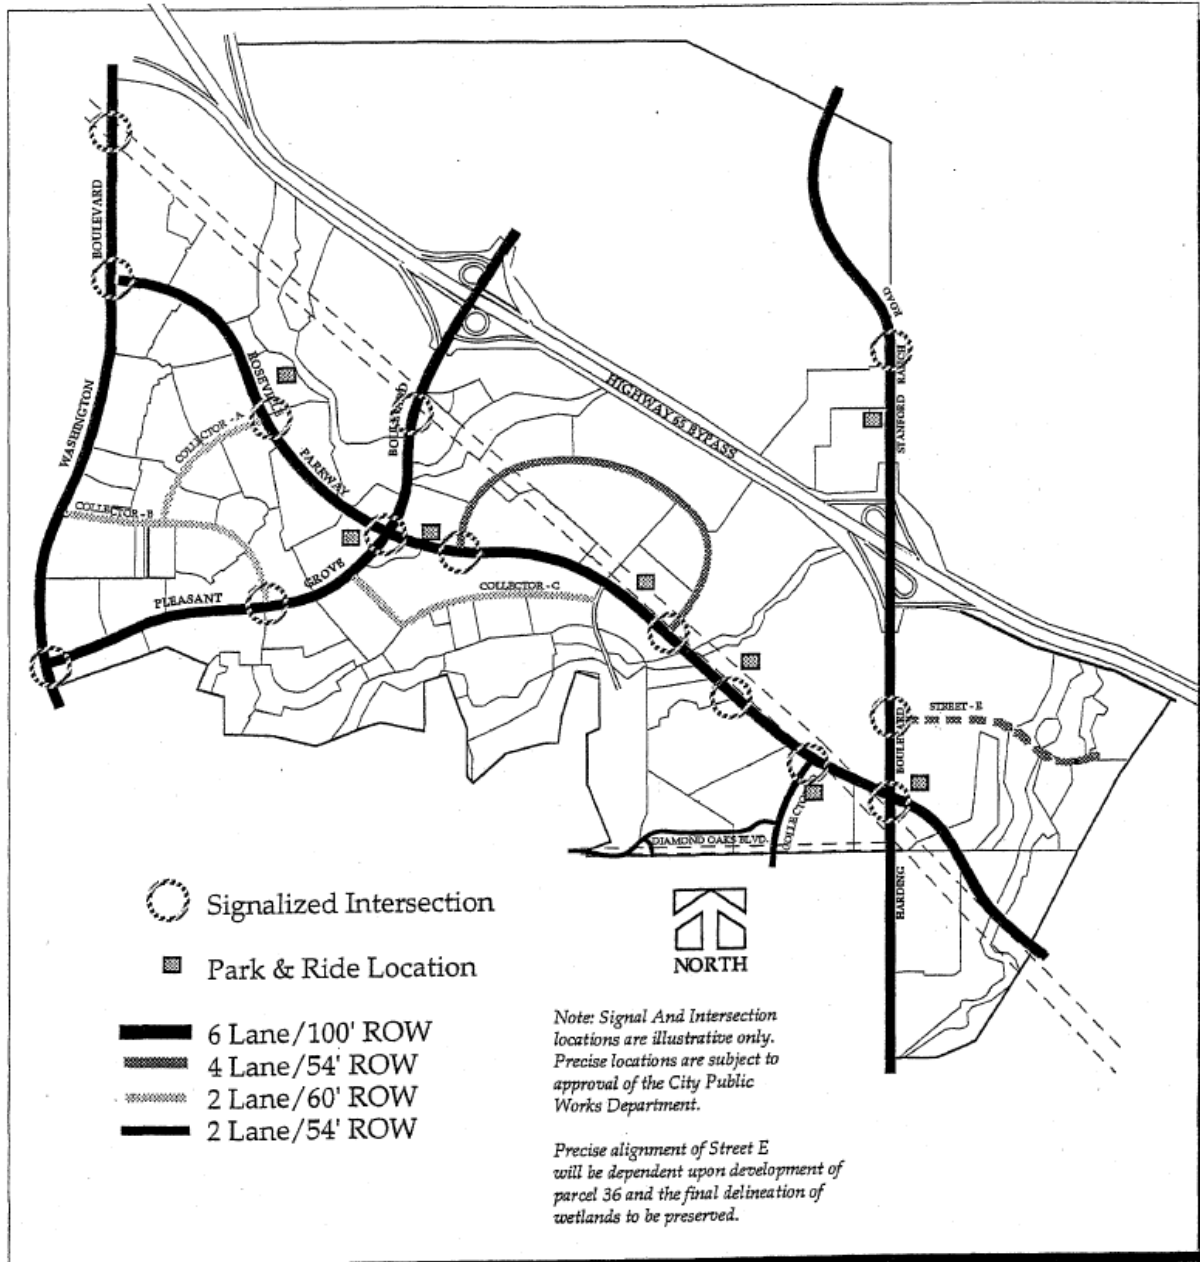 BOULEVARD
ROAD
STANFORD RANCH
HIGHWAY 65 BYPASS
WASHINGTON
ROSEVILLE
PARKWAY
BOULEVARD
COLLECTOR - A
COLLECTOR - B
COLLECTOR - C
PLEASANT
GROVE
STREET - E
BOULEVARD
DIAMOND OAKS BLVD.
HARDING
Signalized Intersection
Park & Ride Location
6 Lane/100' ROW
4 Lane/54' ROW
2 Lane/60' ROW
2 Lane/54' ROW
NORTH
Note: Signal And Intersection
locations are illustrative only.
Precise locations are subject to
approval of the City Public
Works Department.
Precise alignment of Street E
will be dependent upon development of
parcel 36 and the final delineation of
wetlands to be preserved.